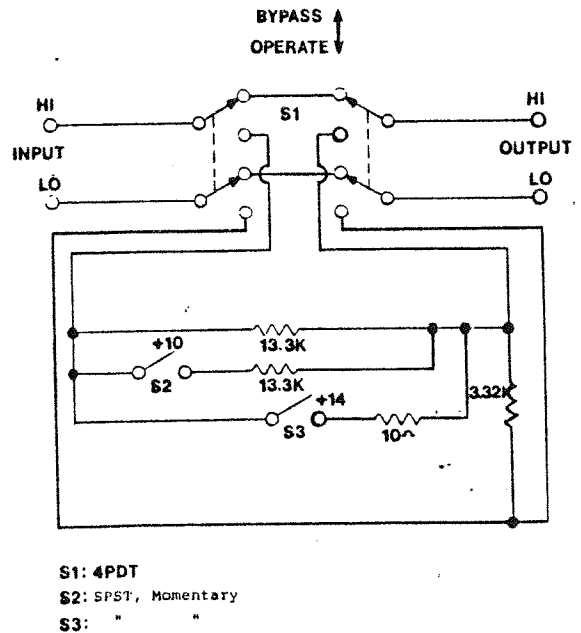 BYPASS
OPERATE
HI
S1
HI
INPUT
OUTPUT
LO
LO
13.3K
+10
S2
13.3K
+14
3.32K
S3
10Ω
S1: 4PDT
S2: SPST, Momentary
S3: " "